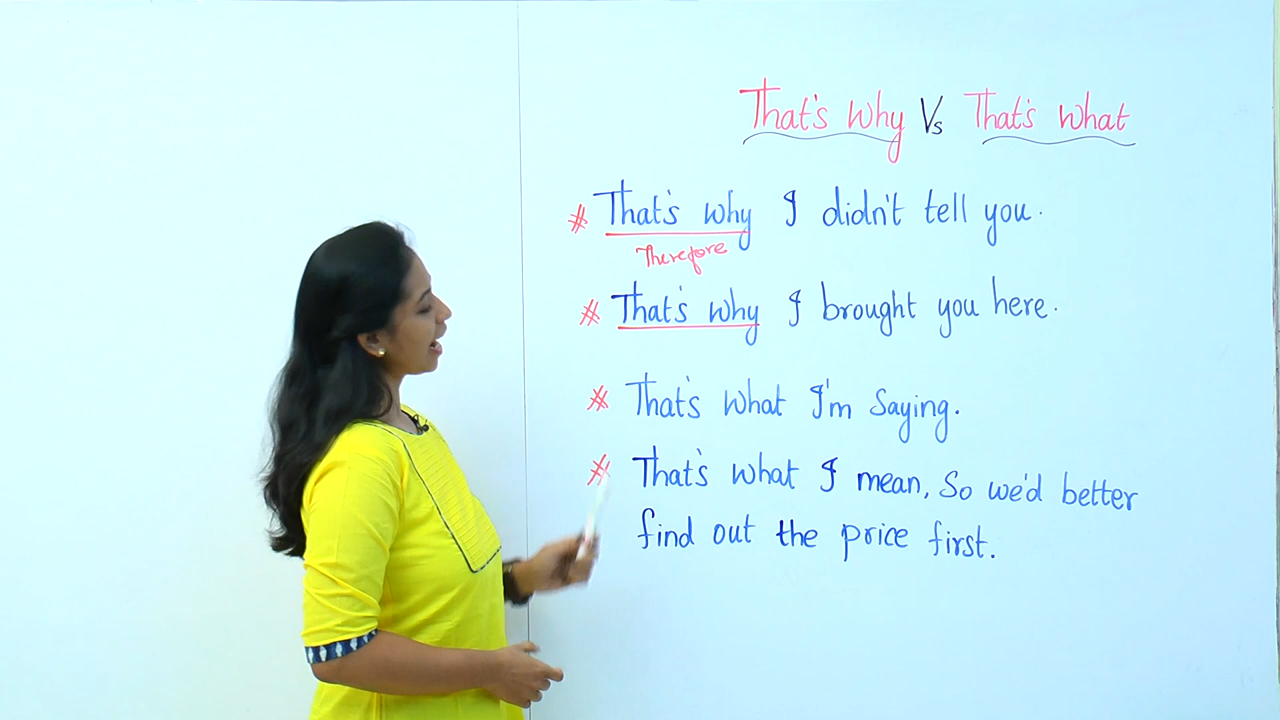 That's why Vs That's what
# That's why I didn't tell you.
Therefore
# That's why I brought you here.
# That's what I'm Saying.
# That's what I mean, So we'd better
find out the price first.